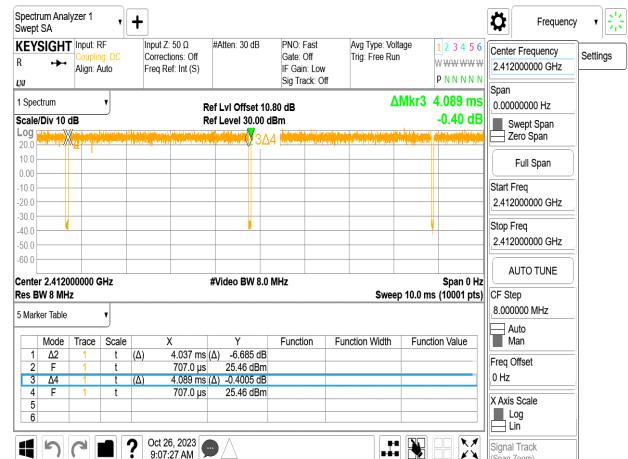 Spectrum Analyzer 1
Swept SA
Frequency
KEYSIGHT
R
Input: RF
Coupling: DC
Align: Auto
Input Z: 50 Ω
Corrections: Off
Freq Ref: Int (S)
#Atten: 30 dB
PNO: Fast
Gate: Off
IF Gain: Low
Sig Track: Off
Avg Type: Voltage
Trig: Free Run
1 2 3 4 5 6
W W W W W W
P N N N N N
1 Spectrum
Scale/Div 10 dB
Ref Lvl Offset 10.80 dB
Ref Level 30.00 dBm
ΔMkr3 4.089 ms
-0.40 dB
Log
20.0
10.0
0.00
-10.0
-20.0
-30.0
-40.0
-50.0
-60.0
3Δ4
Center 2.412000000 GHz
#Video BW 8.0 MHz
Span 0 Hz
Res BW 8 MHz
Sweep 10.0 ms (10001 pts)
5 Marker Table
Mode Trace Scale X Y Function Function Width Function Value
1 Δ2 1 t (Δ) 4.037 ms (Δ) -6.685 dB
2 F 1 t 707.0 µs 25.46 dBm
3 Δ4 1 t (Δ) 4.089 ms (Δ) -0.4005 dB
4 F 1 t 707.0 µs 25.46 dBm
5
6
Oct 26, 2023
9:07:27 AM
Center Frequency
2.412000000 GHz
Settings
Span
0.00000000 Hz
Swept Span
Zero Span
Full Span
Start Freq
2.412000000 GHz
Stop Freq
2.412000000 GHz
AUTO TUNE
CF Step
8.000000 MHz
Auto
Man
Freq Offset
0 Hz
X Axis Scale
Log
Lin
Signal Track
(Span Zoom)